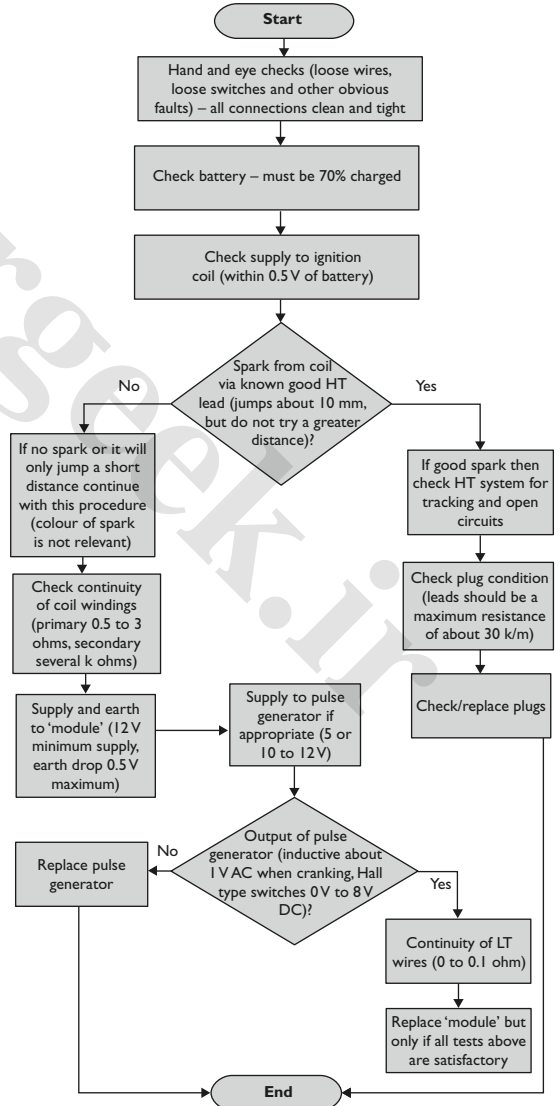 Start
Hand and eye checks (loose wires,
loose switches and other obvious
faults) – all connections clean and tight
Check battery – must be 70% charged
Check supply to ignition
coil (within 0.5 V of battery)
Spark from coil
via known good HT
lead (jumps about 10 mm,
but do not try a greater
distance)?
No
Yes
If no spark or it will
only jump a short
distance continue
with this procedure
(colour of spark
is not relevant)
If good spark then
check HT system for
tracking and open
circuits
Check continuity
of coil windings
(primary 0.5 to 3
ohms, secondary
several k ohms)
Check plug condition
(leads should be a
maximum resistance
of about 30 k/m)
Supply and earth
to ‘module’ (12 V
minimum supply,
earth drop 0.5 V
maximum)
Supply to pulse
generator if
appropriate (5 or
10 to 12 V)
Check/replace plugs
Output of pulse
generator (inductive about
1 V AC when cranking, Hall
type switches 0 V to 8 V
DC)?
No
Yes
Replace pulse
generator
Continuity of LT
wires (0 to 0.1 ohm)
Replace ‘module’ but
only if all tests above
are satisfactory
End
rgeek.ir